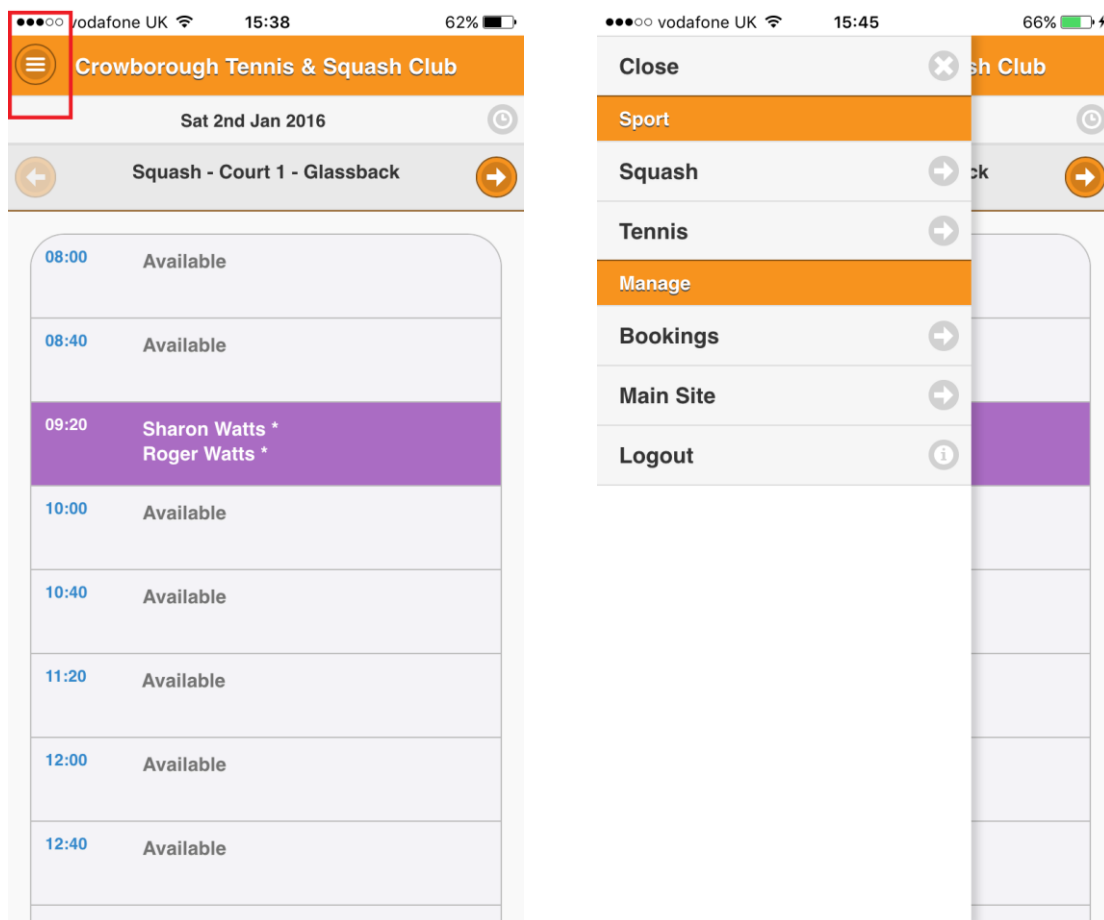 vodafone UK 15:38 62%
Crowborough Tennis & Squash Club
Sat 2nd Jan 2016
Squash - Court 1 - Glassback
08:00 Available
08:40 Available
09:20 Sharon Watts *
Roger Watts *
10:00 Available
10:40 Available
11:20 Available
12:00 Available
12:40 Available
vodafone UK 15:45 66%
Close
sh Club
Sport
Squash
ck
Tennis
Manage
Bookings
Main Site
Logout